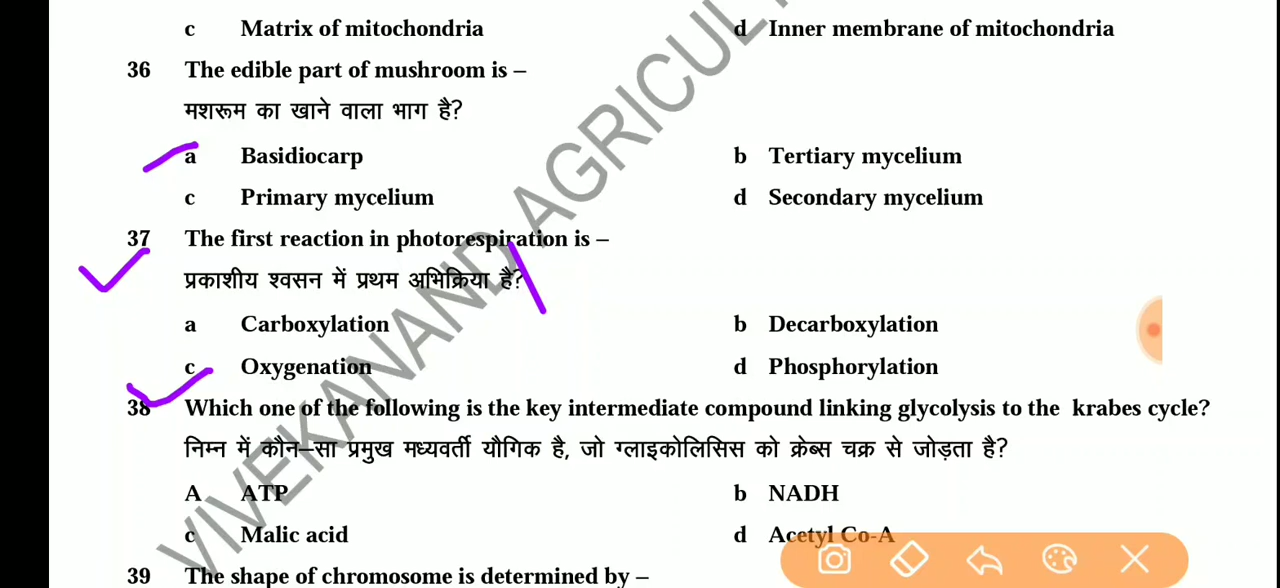 c Matrix of mitochondria d Inner membrane of mitochondria
36 The edible part of mushroom is –
मशरूम का खाने वाला भाग है?
a Basidiocarp b Tertiary mycelium
c Primary mycelium d Secondary mycelium
37 The first reaction in photorespiration is –
प्रकाशीय श्वसन में प्रथम अभिक्रिया है?
a Carboxylation b Decarboxylation
c Oxygenation d Phosphorylation
38 Which one of the following is the key intermediate compound linking glycolysis to the krabes cycle?
निम्न में कौन–सा प्रमुख मध्यवर्ती यौगिक है, जो ग्लाइकोलिसिस को क्रेब्स चक्र से जोड़ता है?
A ATP b NADH
c Malic acid d Acetyl Co-A
39 The shape of chromosome is determined by –
VIVEKANAND AGRICULT